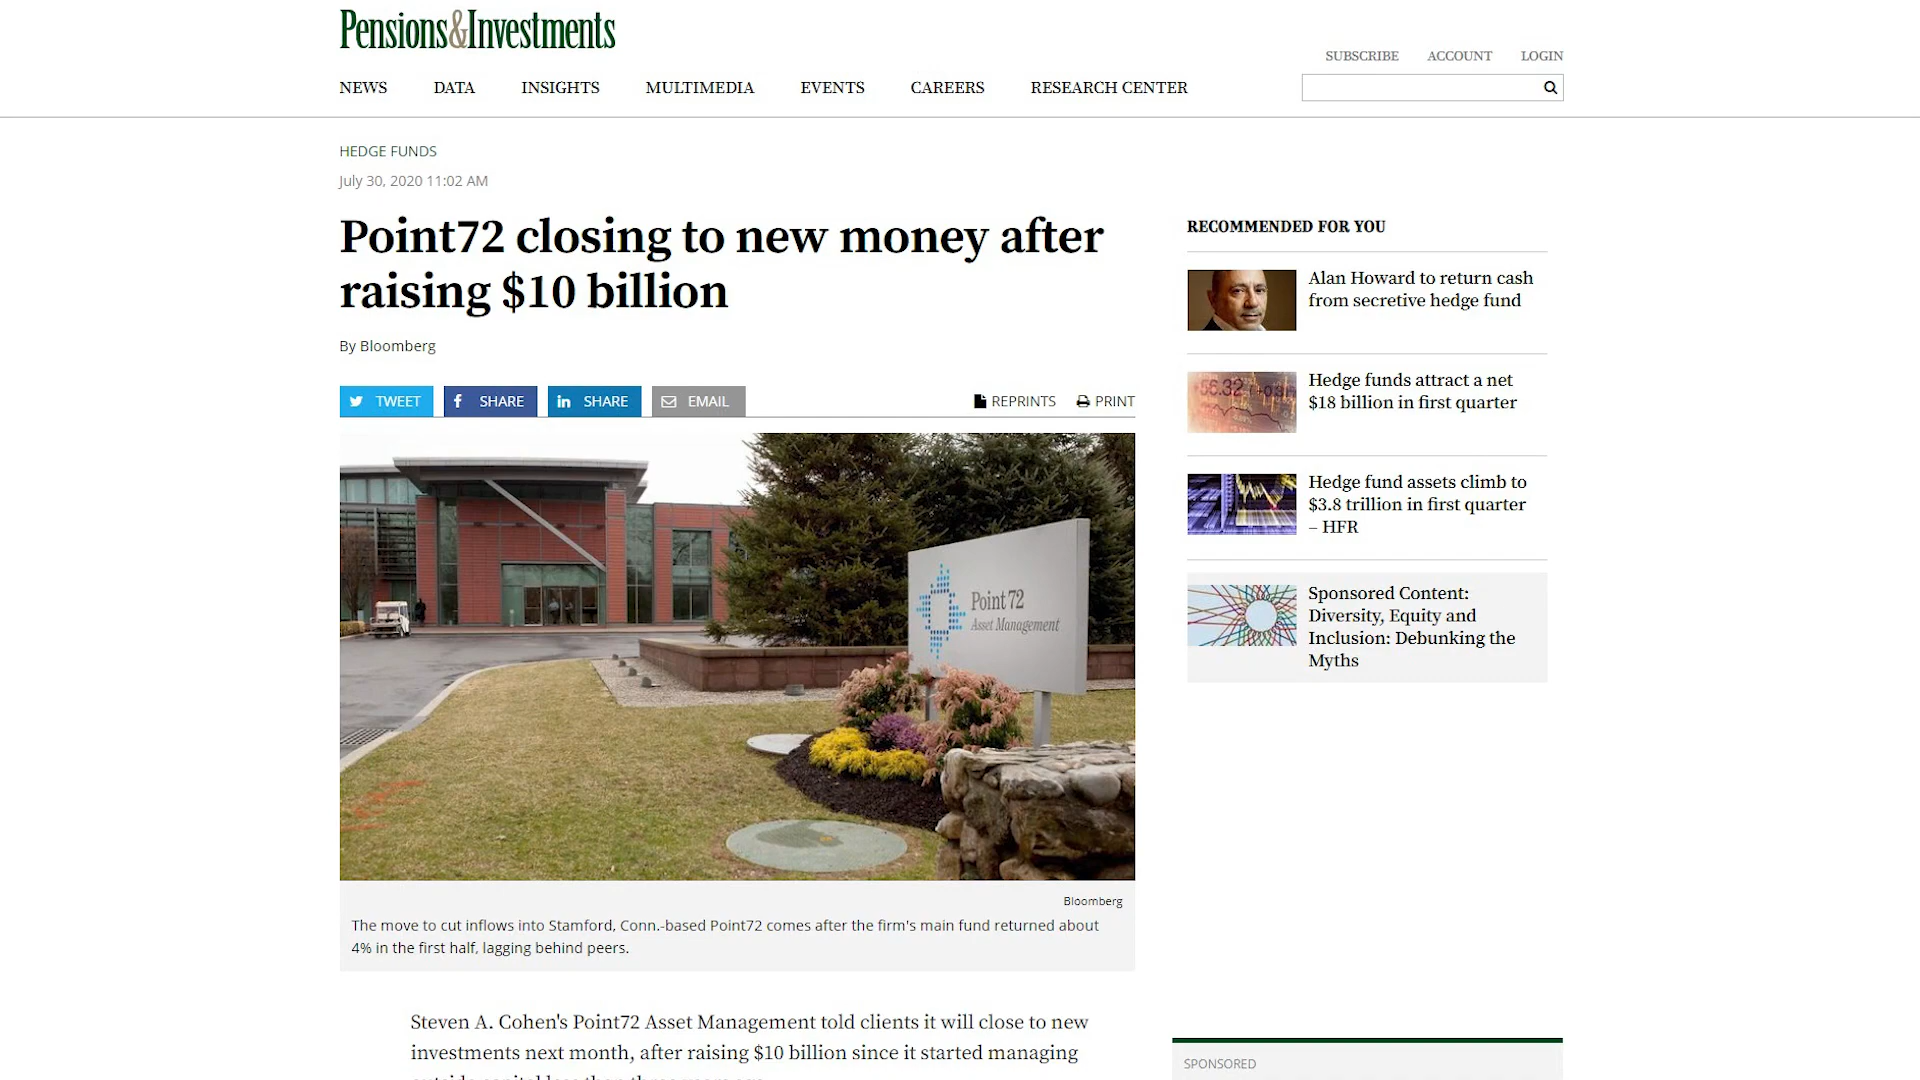 Pensions&Investments
SUBSCRIBE ACCOUNT LOGIN
NEWS DATA INSIGHTS MULTIMEDIA EVENTS CAREERS RESEARCH CENTER
HEDGE FUNDS
July 30, 2020 11:02 AM
Point72 closing to new money after
raising $10 billion
By Bloomberg
TWEET SHARE SHARE EMAIL REPRINTS PRINT
Point72
Asset Management
Bloomberg
The move to cut inflows into Stamford, Conn.-based Point72 comes after the firm's main fund returned about
4% in the first half, lagging behind peers.
Steven A. Cohen's Point72 Asset Management told clients it will close to new
investments next month, after raising $10 billion since it started managing
RECOMMENDED FOR YOU
Alan Howard to return cash
from secretive hedge fund
56.32
Hedge funds attract a net
$18 billion in first quarter
Hedge fund assets climb to
$3.8 trillion in first quarter
– HFR
Sponsored Content:
Diversity, Equity and
Inclusion: Debunking the
Myths
SPONSORED